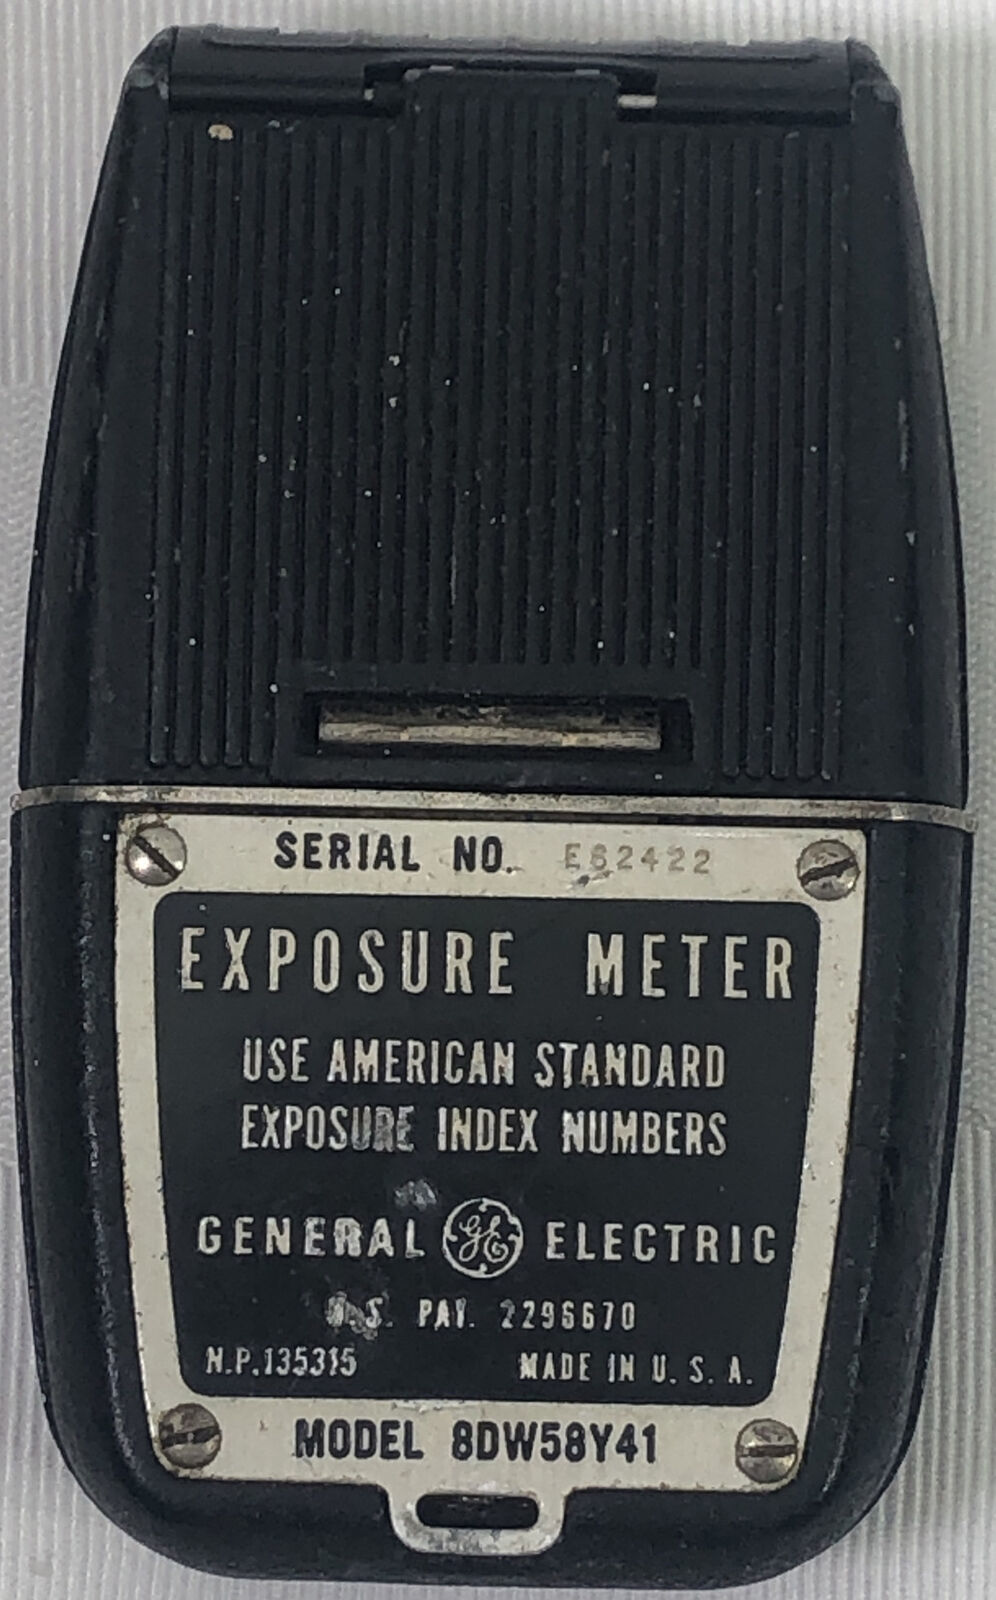 SERIAL NO. E82422
EXPOSURE METER
USE AMERICAN STANDARD
EXPOSURE INDEX NUMBERS
GENERAL GE ELECTRIC
U.S. PAT. 2296670
N.P.135315 MADE IN U.S.A.
MODEL 8DW58Y41